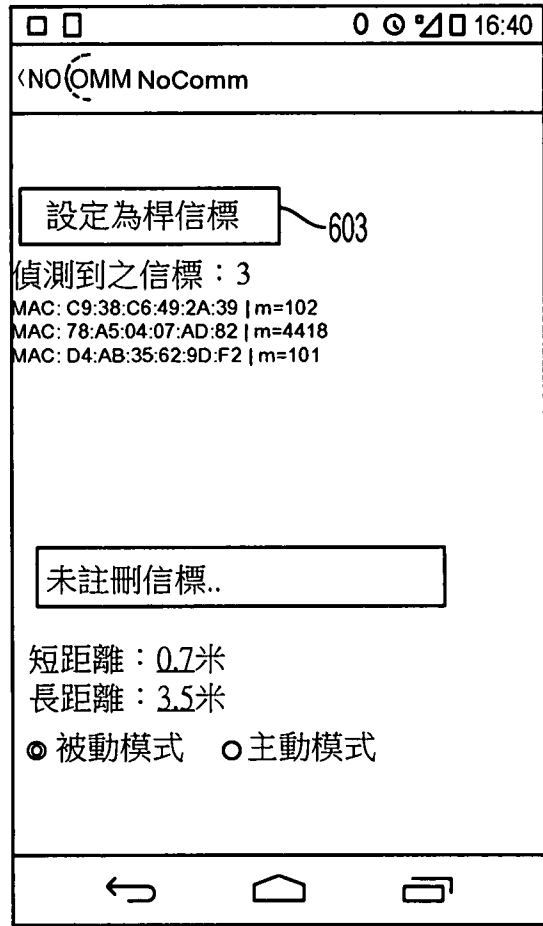 0 16:40
<NO COMM NoComm
設定為桿信標
603
偵測到之信標：3
MAC: C9:38:C6:49:2A:39 | m=102
MAC: 78:A5:04:07:AD:82 | m=4418
MAC: D4:AB:35:62:9D:F2 | m=101
未註冊信標..
短距離：0.7米
長距離：3.5米
被動模式 主動模式